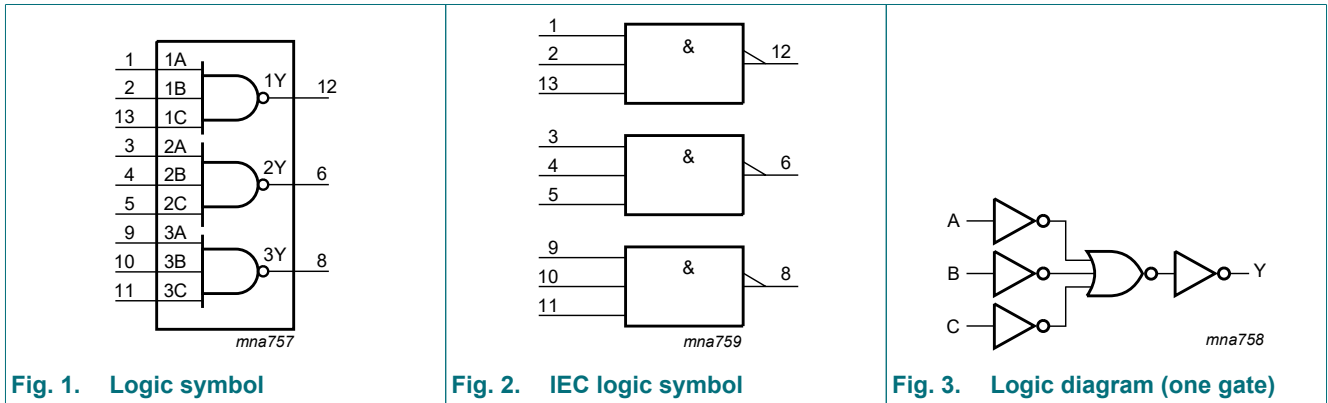 1 1A
2 1B
13 1C
1Y 12
3 2A
4 2B
5 2C
2Y 6
9 3A
10 3B
11 3C
3Y 8
mna757
Fig. 1. Logic symbol
1
2
13
&
12
3
4
5
&
6
9
10
11
&
8
mna759
Fig. 2. IEC logic symbol
A
B
C
Y
mna758
Fig. 3. Logic diagram (one gate)